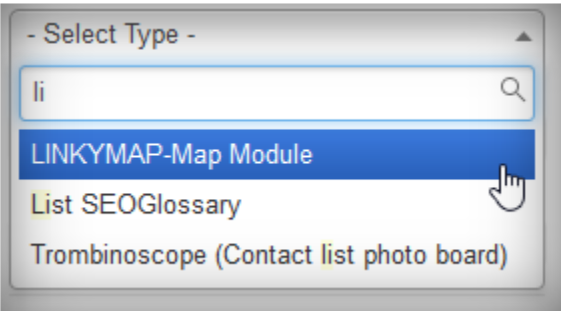 - Select Type -
li
LINKYMAP-Map Module
List SEOGlossary
Trombinoscope (Contact list photo board)